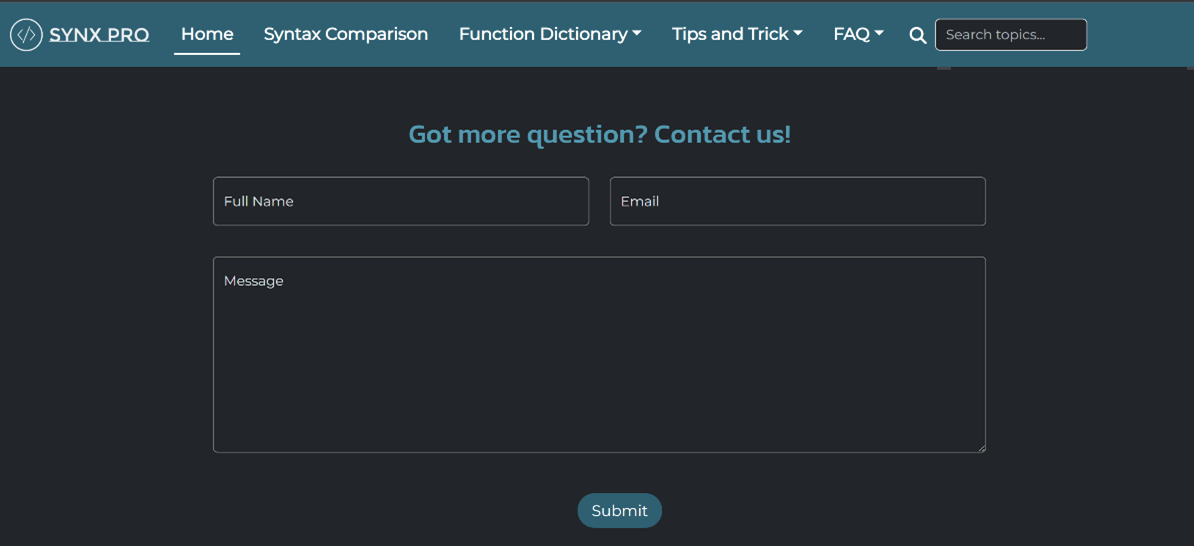 SYNX PRO Home Syntax Comparison Function Dictionary Tips and Trick FAQ Search topics...
Got more question? Contact us!
Full Name Email
Message
Submit